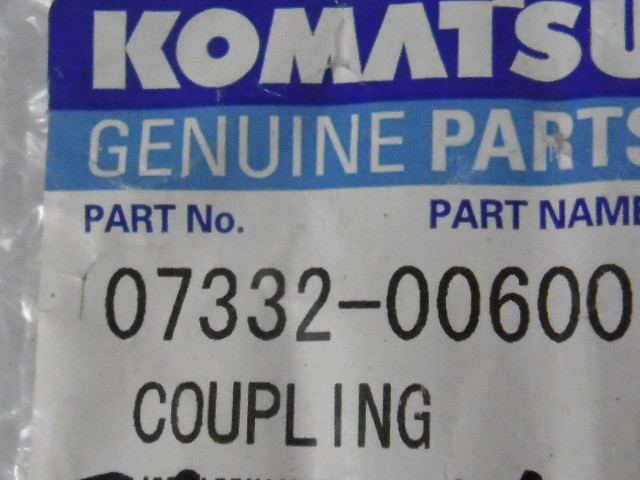 KOMATSU
GENUINE PARTS
PART No. PART NAME
07332-00600
COUPLING